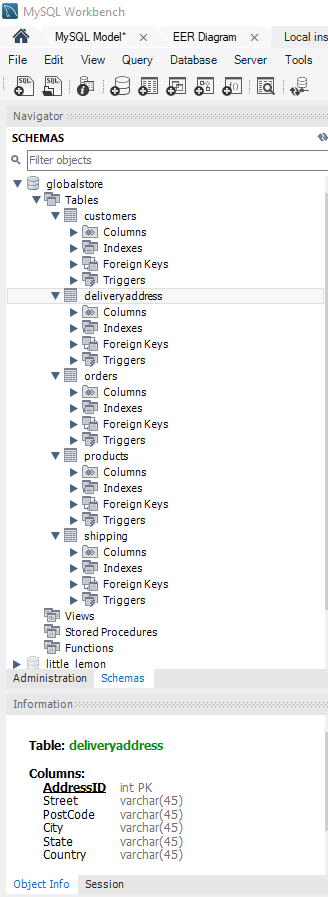 MySQL Workbench
MySQL Model* × EER Diagram × Local ins
File Edit View Query Database Server Tools
SQL SQL
Navigator
SCHEMAS
Filter objects
globalstore
Tables
customers
Columns
Indexes
Foreign Keys
Triggers
deliveryaddress
Columns
Indexes
Foreign Keys
Triggers
orders
Columns
Indexes
Foreign Keys
Triggers
products
Columns
Indexes
Foreign Keys
Triggers
shipping
Columns
Indexes
Foreign Keys
Triggers
Views
Stored Procedures
Functions
little_lemon
Administration Schemas
Information
Table: deliveryaddress
Columns:
AddressID int PK
Street varchar(45)
PostCode varchar(45)
City varchar(45)
State varchar(45)
Country varchar(45)
Object Info Session